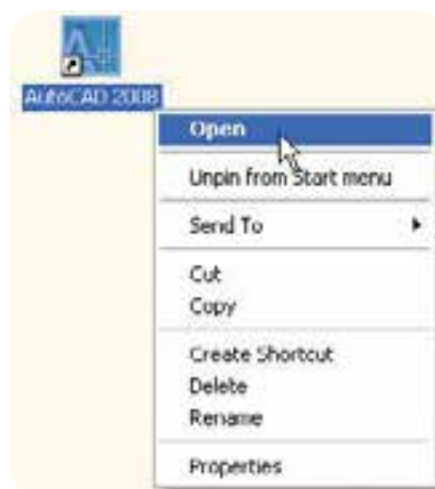 AutoCAD 2008
Open
Unpin from Start menu
Send To
Cut
Copy
Create Shortcut
Delete
Rename
Properties